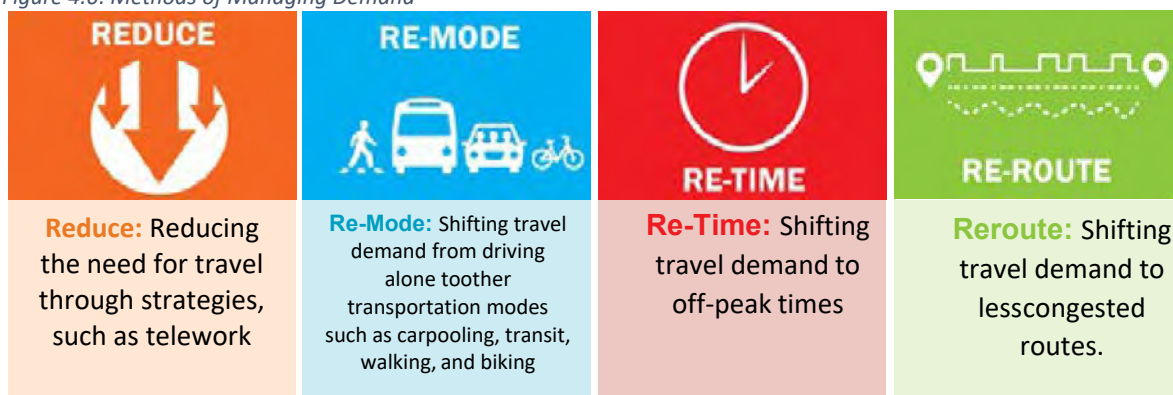 Figure 4.6: Methods of Managing Demand
REDUCE
Reduce: Reducing
the need for travel
through strategies,
such as telework
RE-MODE
Re-Mode: Shifting travel
demand from driving
alone toother
transportation modes
such as carpooling, transit,
walking, and biking
RE-TIME
Re-Time: Shifting
travel demand to
off-peak times
RE-ROUTE
Reroute: Shifting
travel demand to
lesscongested
routes.